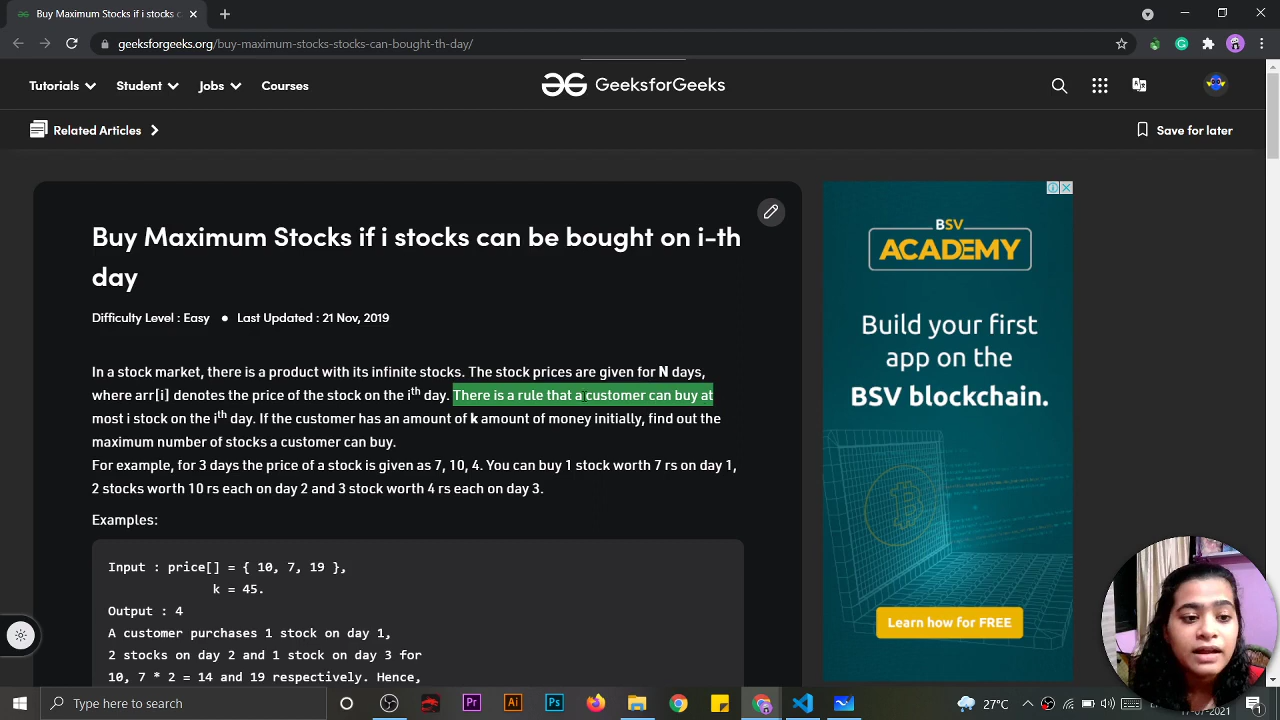 Buy Maximum Stocks if i stocks c
geeksforgeeks.org/buy-maximum-stocks-stocks-can-bought-th-day/
Tutorials Student Jobs Courses GeeksforGeeks
Related Articles Save for later
Buy Maximum Stocks if i stocks can be bought on i-th
day
Difficulty Level : Easy ● Last Updated : 21 Nov, 2019
In a stock market, there is a product with its infinite stocks. The stock prices are given for N days,
where arr[i] denotes the price of the stock on the ith day. There is a rule that a customer can buy at
most i stock on the ith day. If the customer has an amount of k amount of money initially, find out the
maximum number of stocks a customer can buy.
For example, for 3 days the price of a stock is given as 7, 10, 4. You can buy 1 stock worth 7 rs on day 1,
2 stocks worth 10 rs each on day 2 and 3 stock worth 4 rs each on day 3.
Examples:
Input : price[] = { 10, 7, 19 },
k = 45.
Output : 4
A customer purchases 1 stock on day 1,
2 stocks on day 2 and 1 stock on day 3 for
10, 7 * 2 = 14 and 19 respectively. Hence,
BSV
ACADEMY
Build your first
app on the
BSV blockchain.
Learn how for FREE
Type here to search
Pr
Ai
Ps
27°C
ENG